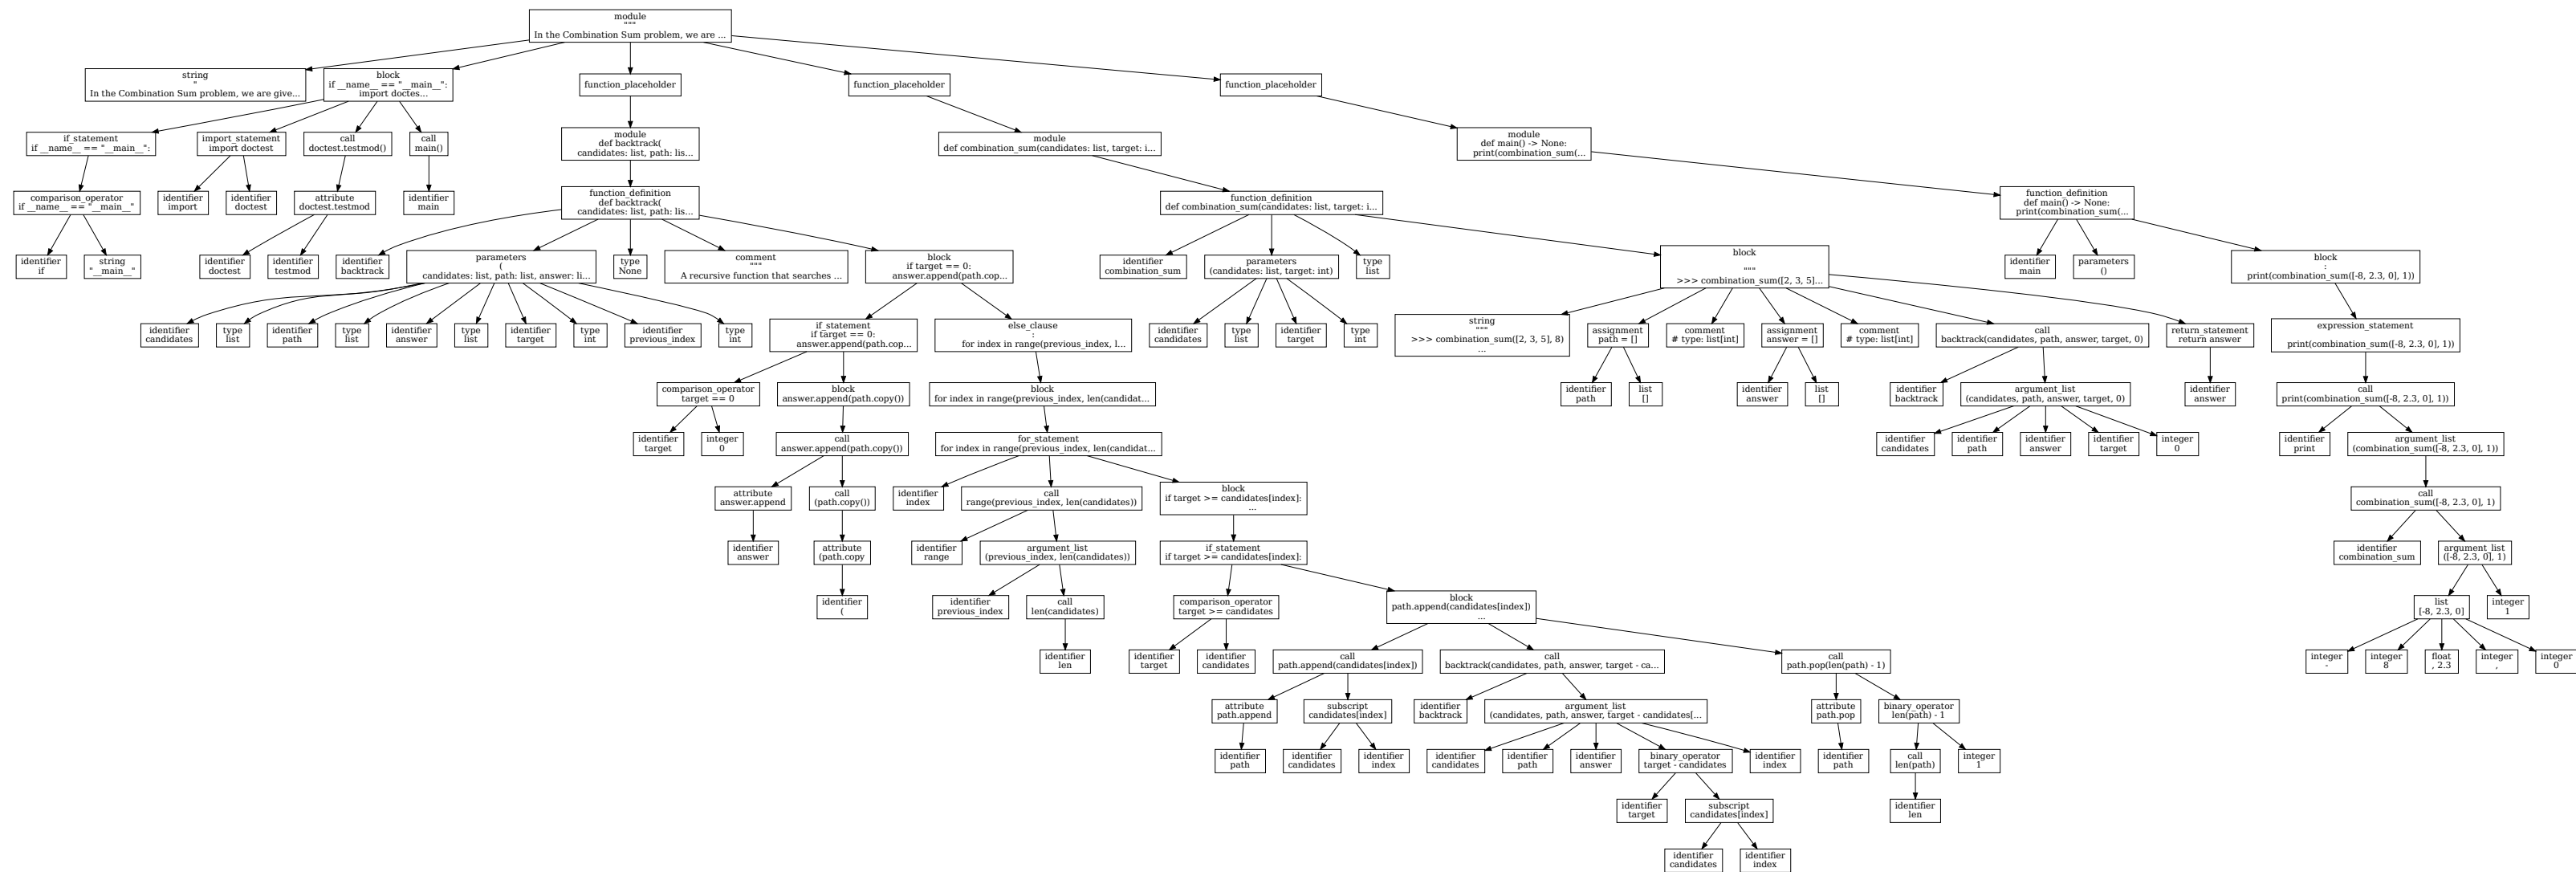 module
"""
In the Combination Sum problem, we are ...
string
"
In the Combination Sum problem, we are give...
block
if __name__ == "__main__":
import doctes...
function_placeholder
function_placeholder
function_placeholder
if_statement
if __name__ == "__main__":
import_statement
import doctest
call
doctest.testmod()
call
main()
module
def backtrack(
candidates: list, path: lis...
module
def combination_sum(candidates: list, target: i...
module
def main() -> None:
print(combination_sum(...
comparison_operator
if __name__ == "__main__"
identifier
import
identifier
doctest
attribute
doctest.testmod
identifier
main
function_definition
def backtrack(
candidates: list, path: lis...
function_definition
def combination_sum(candidates: list, target: i...
function_definition
def main() -> None:
print(combination_sum(...
identifier
if
string
"__main__"
identifier
doctest
identifier
testmod
identifier
backtrack
parameters
(
candidates: list, path: list, answer: li...
type
None
comment
"""
A recursive function that searches ...
block
if target == 0:
answer.append(path.cop...
identifier
combination_sum
parameters
(candidates: list, target: int)
type
list
block
"""
>>> combination_sum([2, 3, 5]...
identifier
main
parameters
()
block
:
print(combination_sum([-8, 2.3, 0], 1))
identifier
candidates
type
list
identifier
path
type
list
identifier
answer
type
list
identifier
target
type
int
identifier
previous_index
type
int
if_statement
if target == 0:
answer.append(path.cop...
else_clause
:
for index in range(previous_index, l...
identifier
candidates
type
list
identifier
target
type
int
string
"""
>>> combination_sum([2, 3, 5], 8)
...
assignment
path = []
comment
# type: list[int]
assignment
answer = []
comment
# type: list[int]
call
backtrack(candidates, path, answer, target, 0)
return_statement
return answer
expression_statement
print(combination_sum([-8, 2.3, 0], 1))
comparison_operator
target == 0
block
answer.append(path.copy())
block
for index in range(previous_index, len(candidat...
identifier
path
list
[]
identifier
answer
list
[]
identifier
backtrack
argument_list
(candidates, path, answer, target, 0)
identifier
answer
call
print(combination_sum([-8, 2.3, 0], 1))
identifier
target
integer
0
call
answer.append(path.copy())
for_statement
for index in range(previous_index, len(candidat...
identifier
candidates
identifier
path
identifier
answer
identifier
target
integer
0
identifier
print
argument_list
(combination_sum([-8, 2.3, 0], 1))
attribute
answer.append
call
(path.copy())
identifier
index
call
range(previous_index, len(candidates))
block
if target >= candidates[index]:
...
call
combination_sum([-8, 2.3, 0], 1)
identifier
answer
attribute
(path.copy
identifier
range
argument_list
(previous_index, len(candidates))
if_statement
if target >= candidates[index]:
identifier
combination_sum
argument_list
([-8, 2.3, 0], 1)
identifier
(
identifier
previous_index
call
len(candidates)
comparison_operator
target >= candidates
block
path.append(candidates[index])
...
list
[-8, 2.3, 0]
integer
1
identifier
len
identifier
target
identifier
candidates
call
path.append(candidates[index])
call
backtrack(candidates, path, answer, target - ca...
call
path.pop(len(path) - 1)
integer
-
integer
8
float
, 2.3
integer
,
integer
0
attribute
path.append
subscript
candidates[index]
identifier
backtrack
argument_list
(candidates, path, answer, target - candidates[...
attribute
path.pop
binary_operator
len(path) - 1
identifier
path
identifier
candidates
identifier
index
identifier
candidates
identifier
path
identifier
answer
binary_operator
target - candidates
identifier
index
identifier
path
call
len(path)
integer
1
identifier
target
subscript
candidates[index]
identifier
len
identifier
candidates
identifier
index